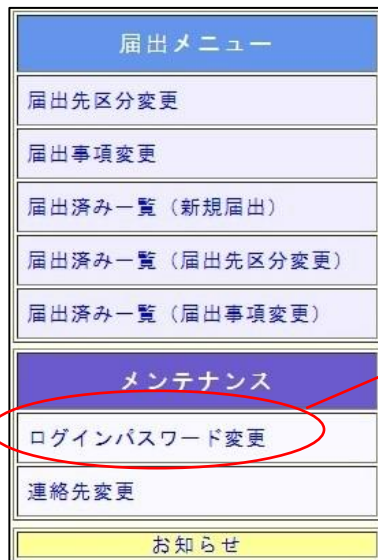 届出メニュー
届出先区分変更
届出事項変更
届出済み一覧（新規届出）
届出済み一覧（届出先区分変更）
届出済み一覧（届出事項変更）
メンテナンス
ログインパスワード変更
連絡先変更
お知らせ